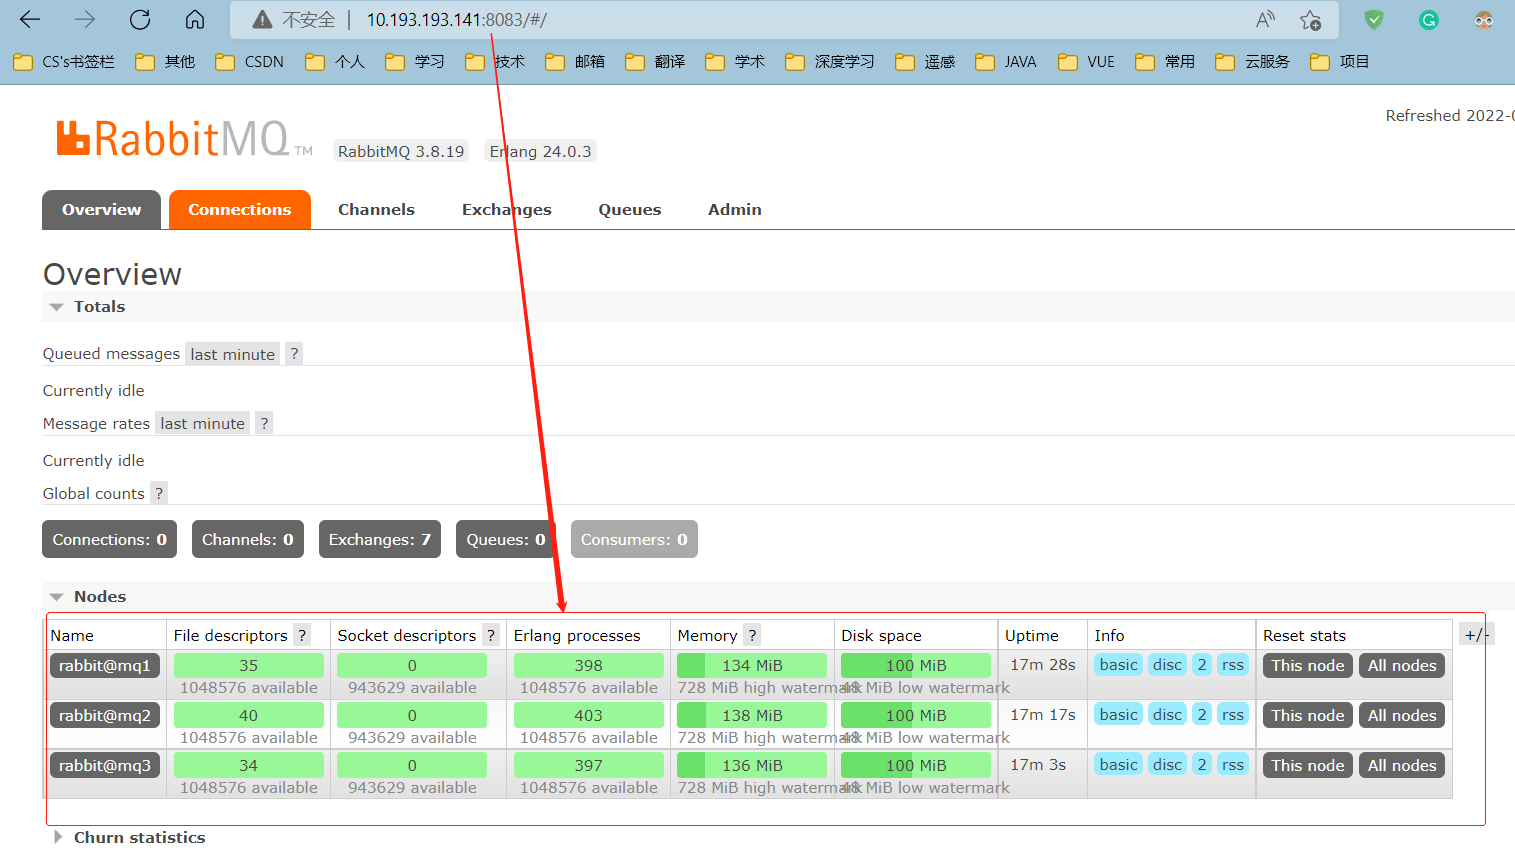 不安全 | 10.193.193.141:8083/#/
CS's书签栏 其他 CSDN 个人 学习 技术 邮箱 翻译 学术 深度学习 遥感 JAVA VUE 常用 云服务 项目
Refreshed 2022-0
RabbitMQ TM RabbitMQ 3.8.19 Erlang 24.0.3
Overview Connections Channels Exchanges Queues Admin
Overview
Totals
Queued messages last minute ?
Currently idle
Message rates last minute ?
Currently idle
Global counts ?
Connections: 0 Channels: 0 Exchanges: 7 Queues: 0 Consumers: 0
Nodes
Name File descriptors ? Socket descriptors ? Erlang processes Memory ? Disk space Uptime Info Reset stats +/-
rabbit@mq1 35 0 398 134 MiB 100 MiB 17m 28s basic disc 2 rss This node All nodes
1048576 available 943629 available 1048576 available 728 MiB high watermark 48 MiB low watermark
rabbit@mq2 40 0 403 138 MiB 100 MiB 17m 17s basic disc 2 rss This node All nodes
1048576 available 943629 available 1048576 available 728 MiB high watermark 48 MiB low watermark
rabbit@mq3 34 0 397 136 MiB 100 MiB 17m 3s basic disc 2 rss This node All nodes
1048576 available 943629 available 1048576 available 728 MiB high watermark 48 MiB low watermark
Churn statistics